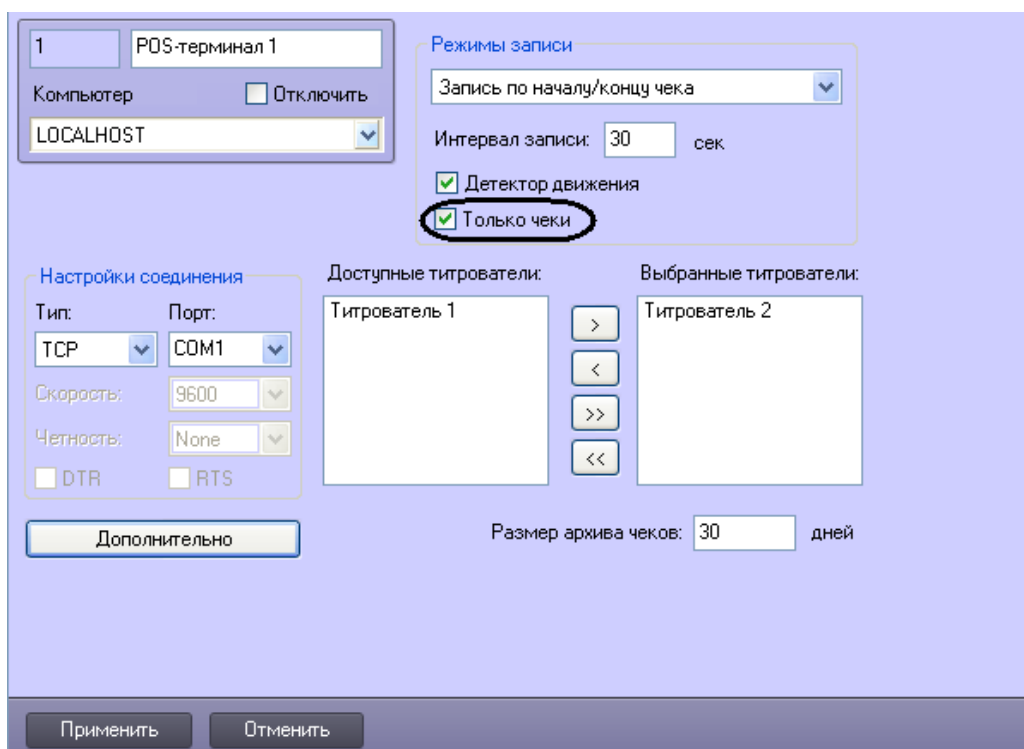 1 POS-терминал 1
Компьютер Отключить
LOCALHOST
Режимы записи
Запись по началу/концу чека
Интервал записи: 30 сек
Детектор движения
Только чеки
Настройки соединения
Тип: Порт:
TCP COM1
Скорость: 9600
Четность: None
DTR RTS
Доступные титрователи: Выбранные титрователи:
Титрователь 1 > Титрователь 2
<
>>
<<
Дополнительно
Размер архива чеков: 30 дней
Применить Отменить